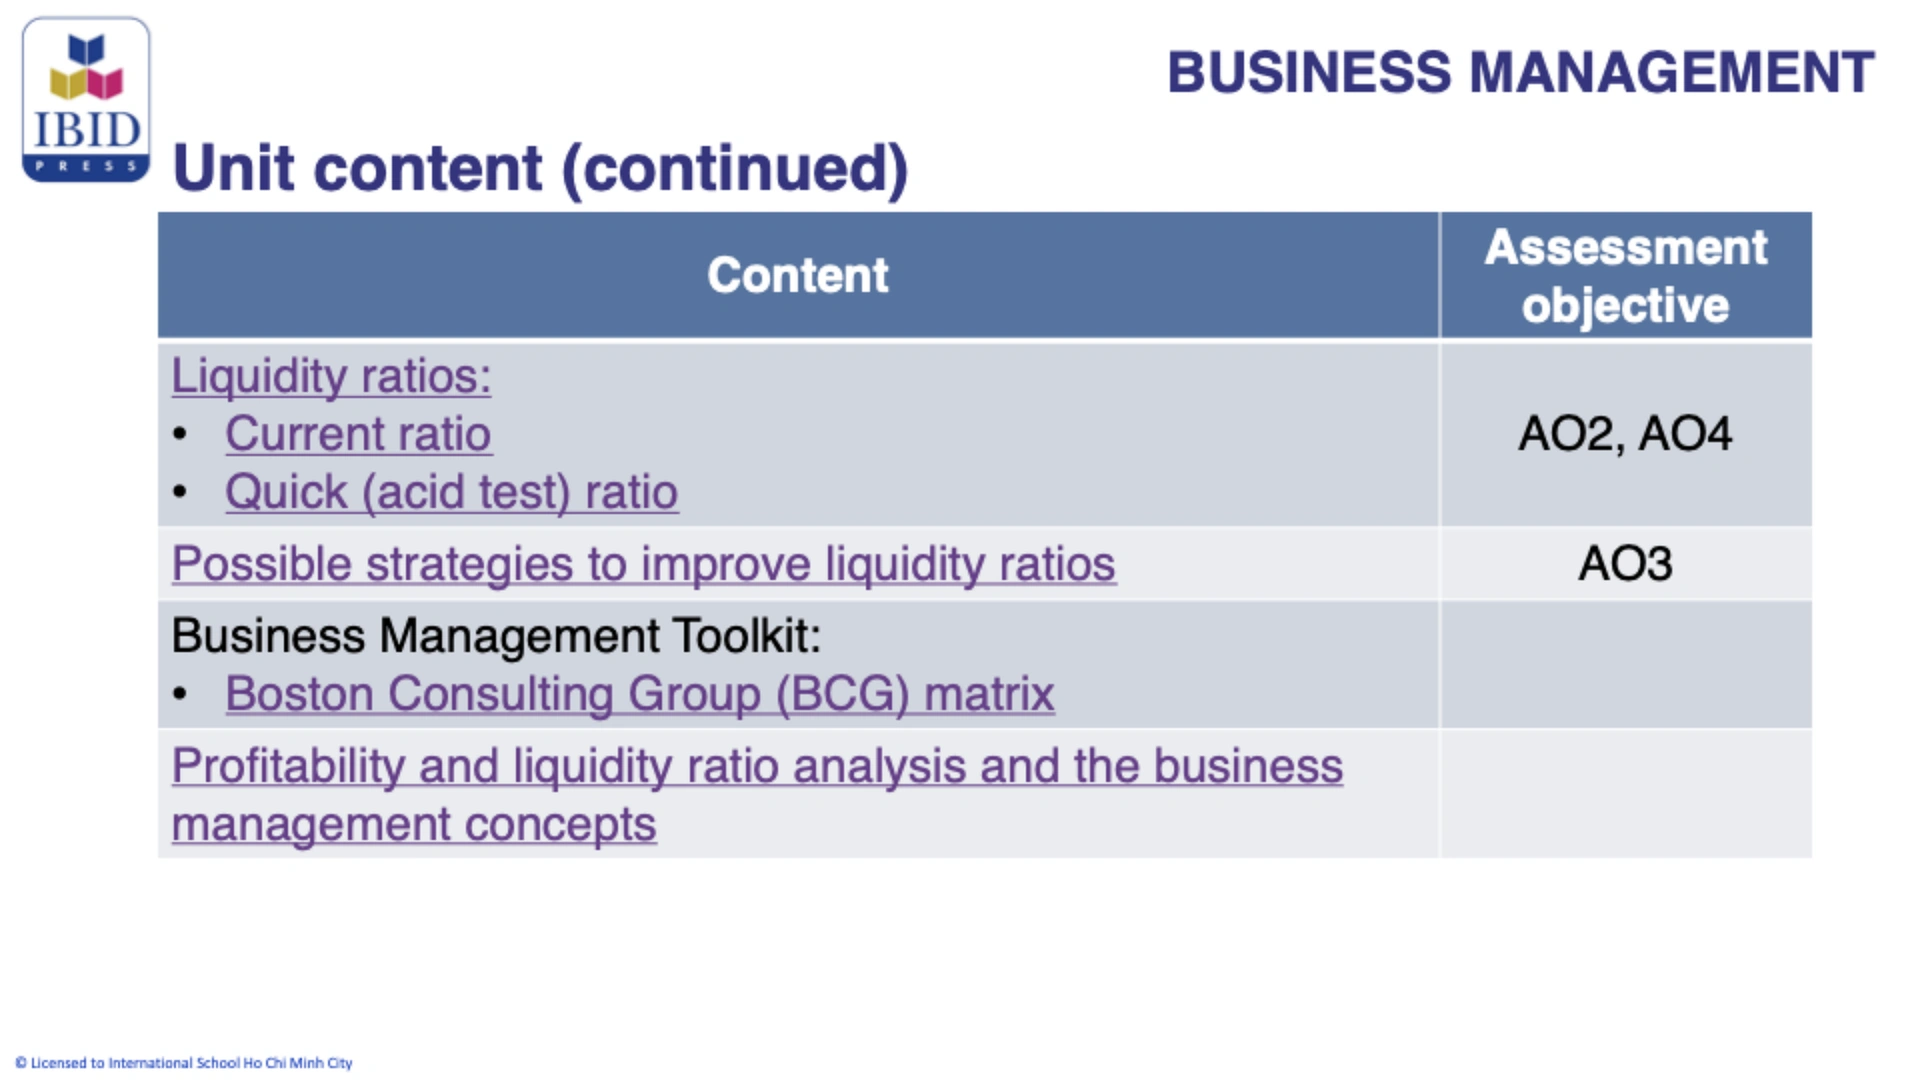 IBID
PRESS
BUSINESS MANAGEMENT
Unit content (continued)
Content
Assessment
objective
Liquidity ratios:
• Current ratio
• Quick (acid test) ratio
AO2, AO4
Possible strategies to improve liquidity ratios
AO3
Business Management Toolkit:
• Boston Consulting Group (BCG) matrix
Profitability and liquidity ratio analysis and the business
management concepts
© Licensed to International School Ho Chi Minh City